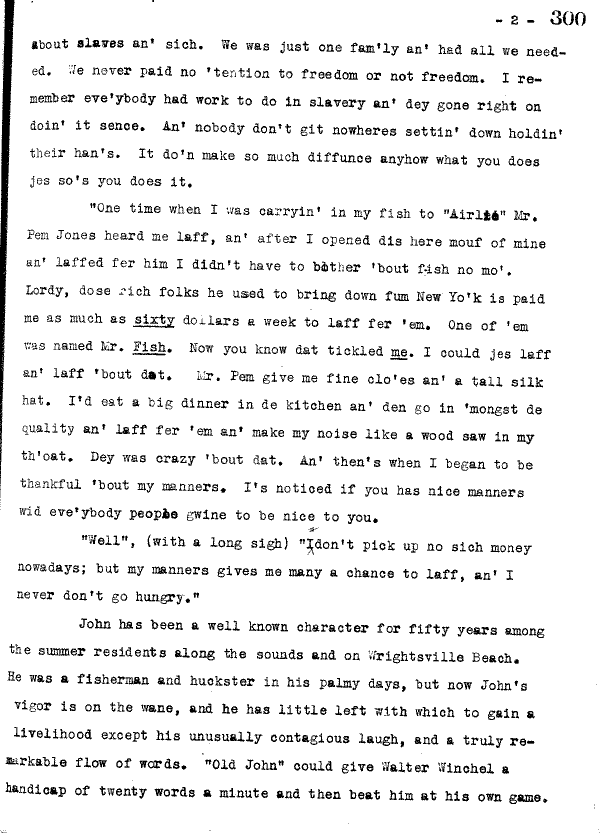 - 2 - 300
about slaves an' sich. We was just one fam'ly an' had all we need-
ed. We never paid no 'tention to freedom or not freedom. I re-
member eve'ybody had work to do in slavery an' dey gone right on
doin' it sence. An' nobody don't git nowheres settin' down holdin'
their han's. It do'n make so much diffunce anyhow what you does
jes so's you does it.
"One time when I was carryin' in my fish to "Airlie" Mr.
Pem Jones heard me laff, an' after I opened dis here mouf of mine
an' laffed fer him I didn't have to bother 'bout fish no mo'.
Lordy, dose rich folks he used to bring down fum New Yo'k is paid
me as much as sixty dollars a week to laff fer 'em. One of 'em
was named Mr. Fish. Now you know dat tickled me. I could jes laff
an' laff 'bout dat. Mr. Pem give me fine clo'es an' a tall silk
hat. I'd eat a big dinner in de kitchen an' den go in 'mongst de
quality an' laff fer 'em an' make my noise like a wood saw in my
th'oat. Dey was crazy 'bout dat. An' then's when I began to be
thankful 'bout my manners. I's noticed if you has nice manners
wid eve'ybody people gwine to be nice to you.
"Well", (with a long sigh) "I don't pick up no sich money
nowadays; but my manners gives me many a chance to laff, an' I
never don't go hungry."
John has been a well known character for fifty years among
the summer residents along the sounds and on Wrightsville Beach.
He was a fisherman and huckster in his palmy days, but now John's
vigor is on the wane, and he has little left with which to gain a
livelihood except his unusually contagious laugh, and a truly re-
markable flow of words. "Old John" could give Walter Winchel a
handicap of twenty words a minute and then beat him at his own game.